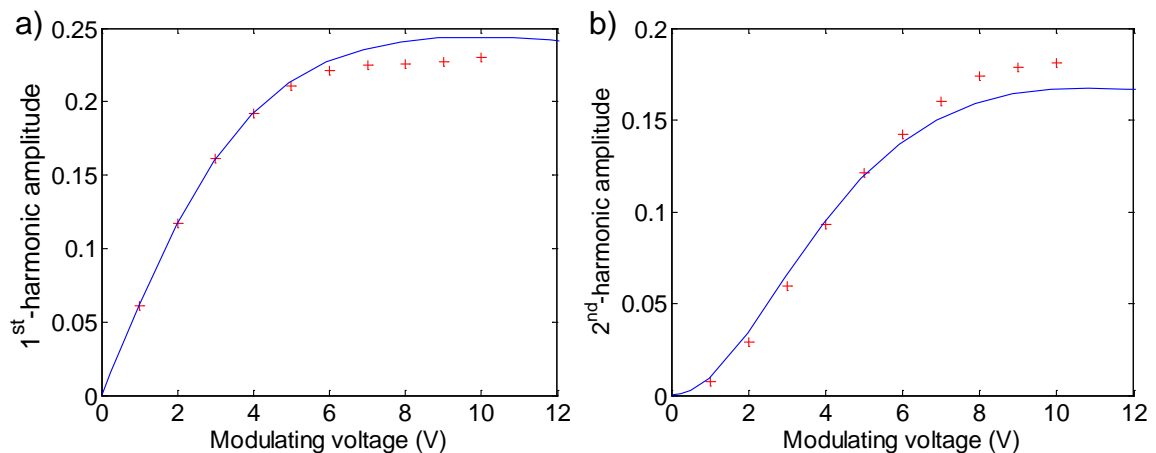 a)
1st-harmonic amplitude
0.25
0.2
0.15
0.1
0.05
0
0 2 4 6 8 10 12
Modulating voltage (V)
b)
2nd-harmonic amplitude
0.2
0.15
0.1
0.05
0
0 2 4 6 8 10 12
Modulating voltage (V)